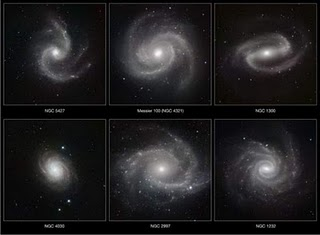 NGC 5427
Messier 100 (NGC 4321)
NGC 1300
NGC 4030
NGC 2997
NGC 1232